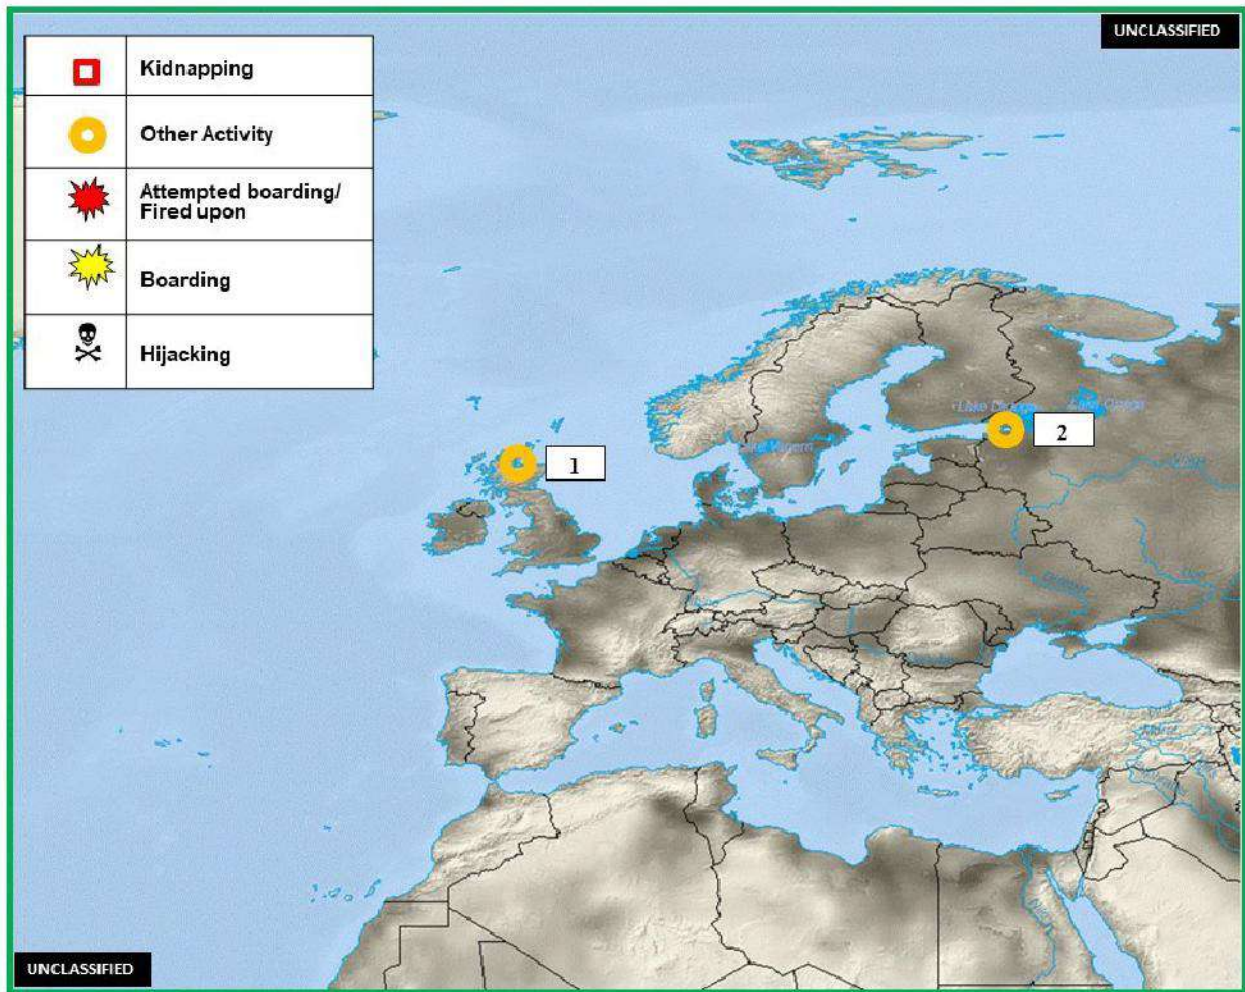 UNCLASSIFIED
Kidnapping
Other Activity
Attempted boarding/
Fired upon
Boarding
Hijacking
2
1
UNCLASSIFIED